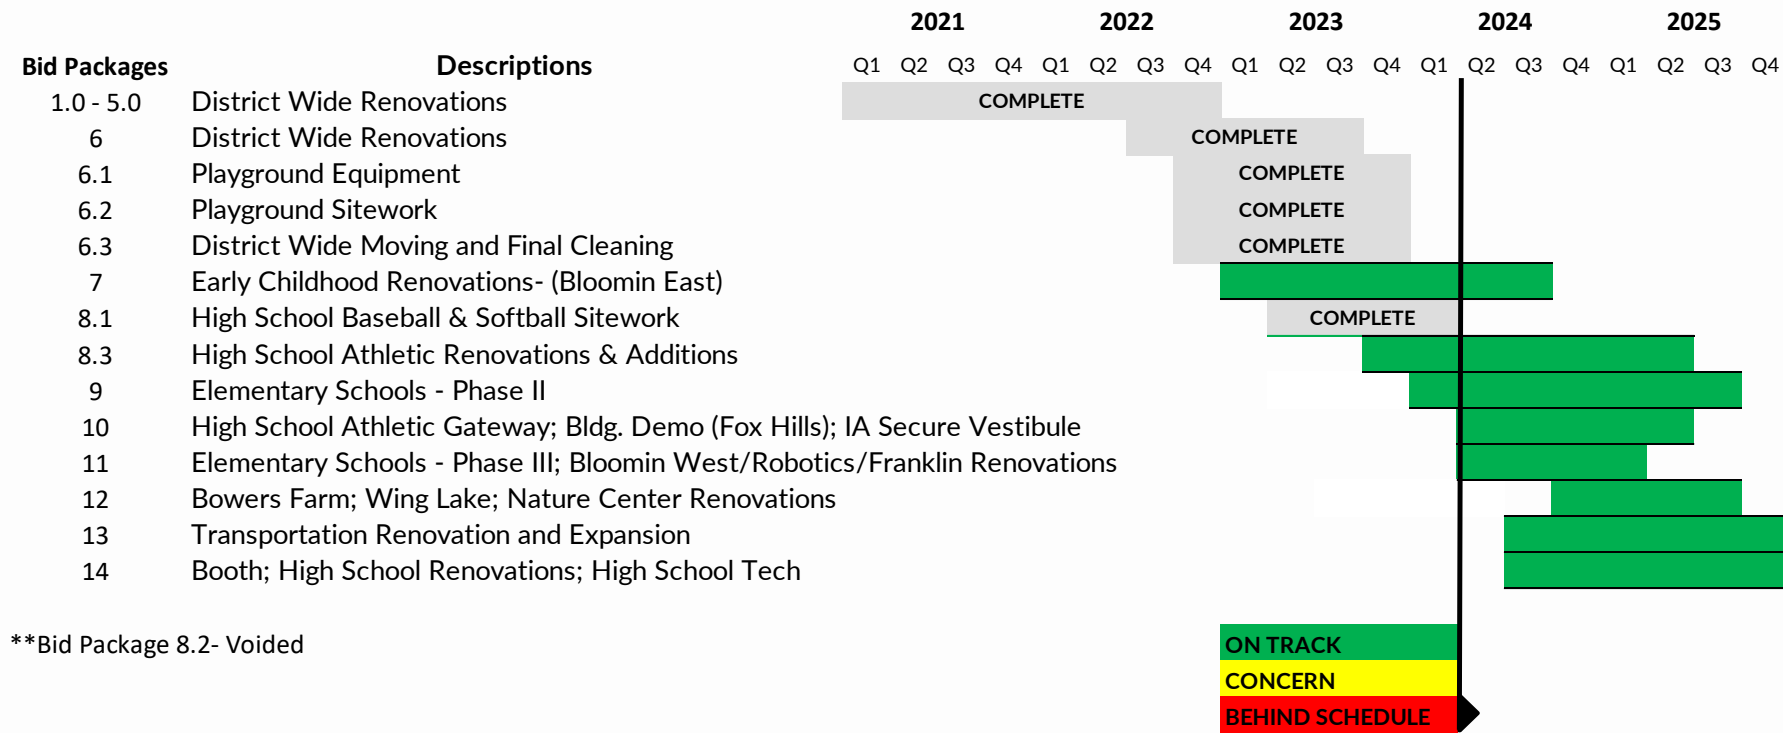 2021 2022 2023 2024 2025
Bid Packages Descriptions Q1 Q2 Q3 Q4 Q1 Q2 Q3 Q4 Q1 Q2 Q3 Q4 Q1 Q2 Q3 Q4 Q1 Q2 Q3 Q4
1.0 - 5.0 District Wide Renovations COMPLETE
6 District Wide Renovations COMPLETE
6.1 Playground Equipment COMPLETE
6.2 Playground Sitework COMPLETE
6.3 District Wide Moving and Final Cleaning COMPLETE
7 Early Childhood Renovations- (Bloomin East)
8.1 High School Baseball & Softball Sitework COMPLETE
8.3 High School Athletic Renovations & Additions
9 Elementary Schools - Phase II
10 High School Athletic Gateway; Bldg. Demo (Fox Hills); IA Secure Vestibule
11 Elementary Schools - Phase III; Bloomin West/Robotics/Franklin Renovations
12 Bowers Farm; Wing Lake; Nature Center Renovations
13 Transportation Renovation and Expansion
14 Booth; High School Renovations; High School Tech
**Bid Package 8.2- Voided ON TRACK
CONCERN
BEHIND SCHEDULE